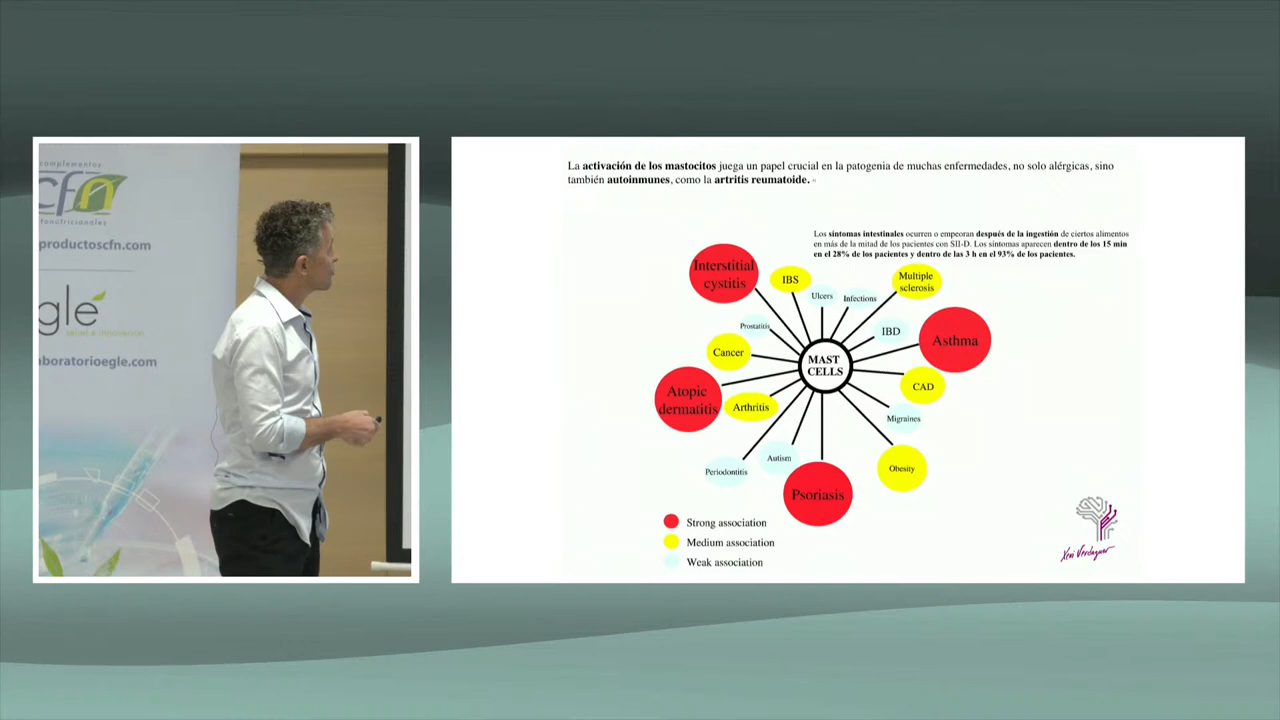 complementos
cfn
fonutricionales
productoscfn.com
glé
salud & innovación
aboratorioegle.com
La activación de los mastocitos juega un papel crucial en la patogenia de muchas enfermedades, no solo alérgicas, sino
también autoinmunes, como la artritis reumatoide.
Los síntomas intestinales ocurren o empeoran después de la ingestión de ciertos alimentos
en más de la mitad de los pacientes con SII-D. Los síntomas aparecen dentro de los 15 min
en el 28% de los pacientes y dentro de las 3 h en el 93% de los pacientes.
Interstitial
cystitis
IBS
Ulcers
Infections
Multiple
sclerosis
Prostatitis
IBD
Asthma
Cancer
MAST
CELLS
CAD
Atopic
dermatitis
Arthritis
Migraines
Periodontitis
Autism
Obesity
Psoriasis
Strong association
Medium association
Weak association
Xevi Verdaguer